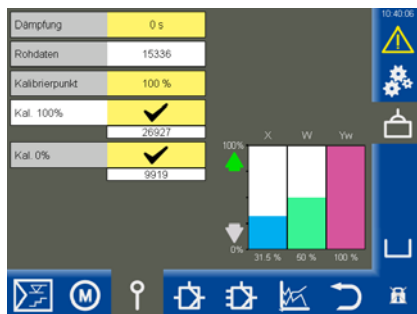 10:40:06
Dämpfung 0 s
Rohdaten 15336
Kalibrierpunkt 100 %
Kal. 100%
26927
Kal. 0%
9919
X W Yw
100%
0%
31.5 % 50 % 100 %
M